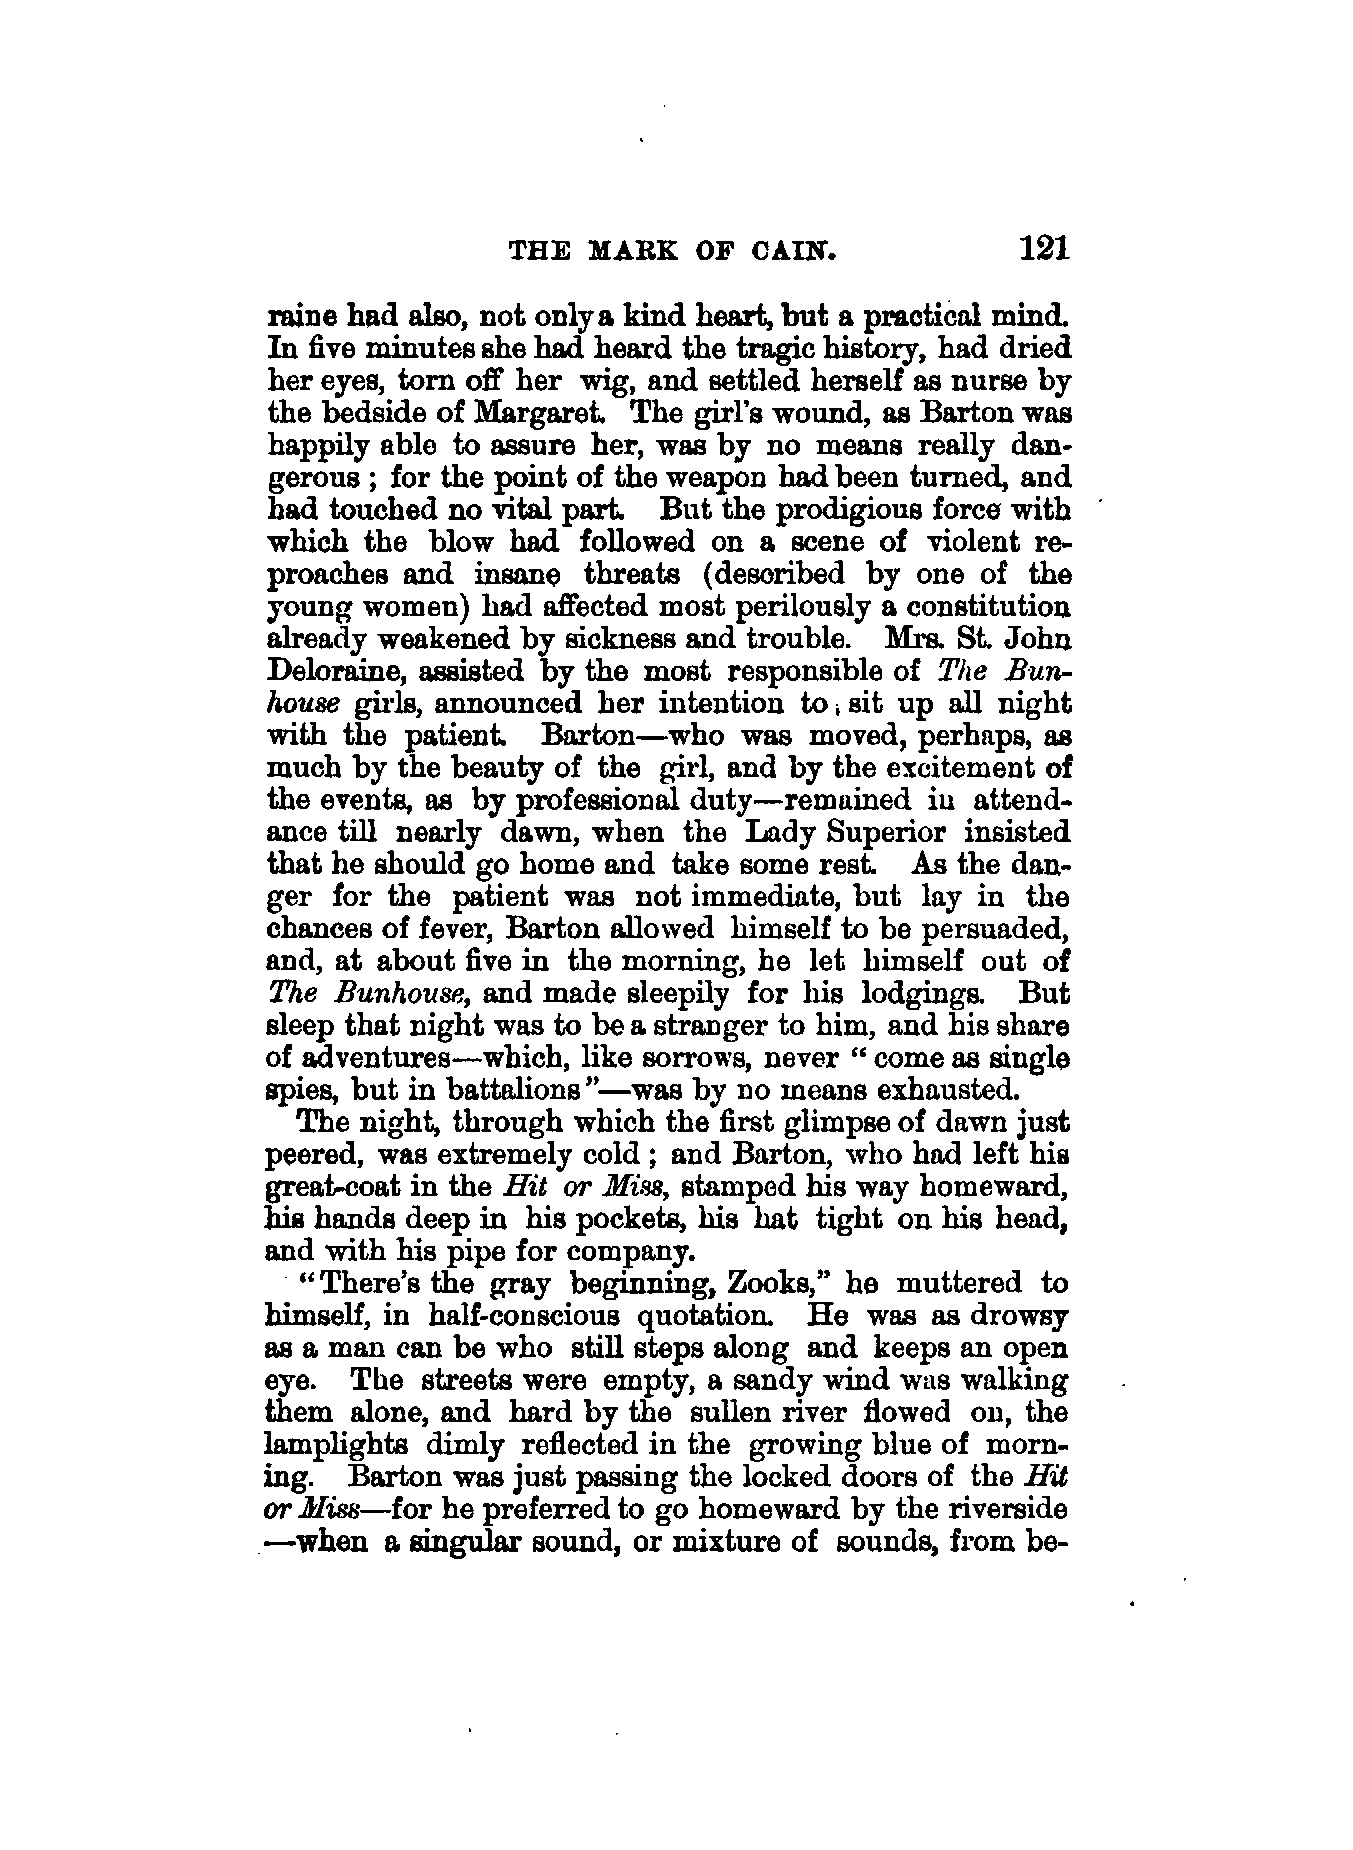 THE MARK OF CAIN. 121
raine had also, not only a kind heart, but a practical mind.
In five minutes she had heard the tragic history, had dried
her eyes, torn off her wig, and settled herself as nurse by
the bedside of Margaret. The girl's wound, as Barton was
happily able to assure her, was by no means really dan-
gerous ; for the point of the weapon had been turned, and
had touched no vital part. But the prodigious force with
which the blow had followed on a scene of violent re-
proaches and insane threats (described by one of the
young women) had affected most perilously a constitution
already weakened by sickness and trouble. Mrs. St. John
Deloraine, assisted by the most responsible of The Bun-
house girls, announced her intention to sit up all night
with the patient. Barton—who was moved, perhaps, as
much by the beauty of the girl, and by the excitement of
the events, as by professional duty—remained in attend-
ance till nearly dawn, when the Lady Superior insisted
that he should go home and take some rest. As the dan-
ger for the patient was not immediate, but lay in the
chances of fever, Barton allowed himself to be persuaded,
and, at about five in the morning, he let himself out of
The Bunhouse, and made sleepily for his lodgings. But
sleep that night was to be a stranger to him, and his share
of adventures—which, like sorrows, never “ come as single
spies, but in battalions”—was by no means exhausted.
The night, through which the first glimpse of dawn just
peered, was extremely cold ; and Barton, who had left his
great-coat in the Hit or Miss, stamped his way homeward,
his hands deep in his pockets, his hat tight on his head,
and with his pipe for company.
“There's the gray beginning, Zooks,” he muttered to
himself, in half-conscious quotation. He was as drowsy
as a man can be who still steps along and keeps an open
eye. The streets were empty, a sandy wind was walking
them alone, and hard by the sullen river flowed on, the
lamplights dimly reflected in the growing blue of morn-
ing. Barton was just passing the locked doors of the Hit
or Miss—for he preferred to go homeward by the riverside
—when a singular sound, or mixture of sounds, from be-